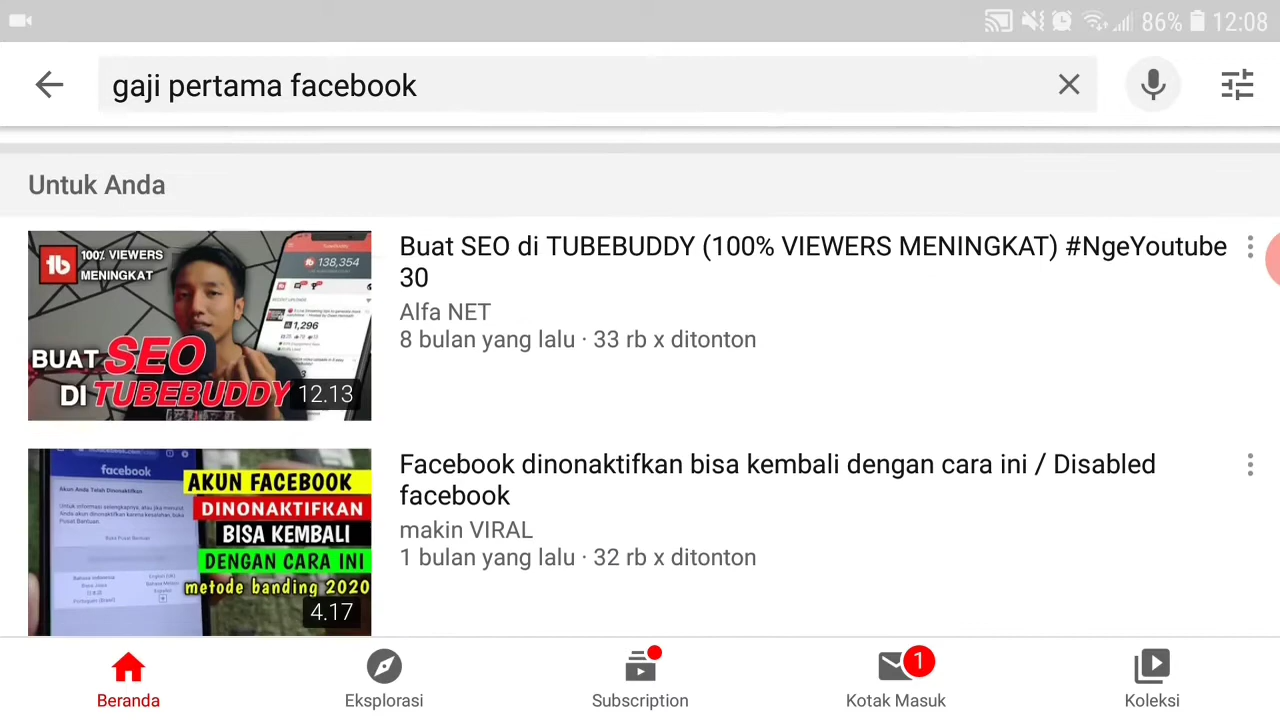 86% 12:08
gaji pertama facebook
Untuk Anda
100% VIEWERS
MENINGKAT
138,354
1,296
BUAT SEO
DI TUBEBUDDY
12.13
Buat SEO di TUBEBUDDY (100% VIEWERS MENINGKAT) #NgeYoutube
30
Alfa NET
8 bulan yang lalu · 33 rb x ditonton
facebook
Akun Anda Telah Dinonaktifkan
AKUN FACEBOOK
DINONAKTIFKAN
BISA KEMBALI
DENGAN CARA INI
metode banding 2020
4.17
Facebook dinonaktifkan bisa kembali dengan cara ini / Disabled
facebook
makin VIRAL
1 bulan yang lalu · 32 rb x ditonton
1
Beranda
Eksplorasi
Subscription
Kotak Masuk
Koleksi